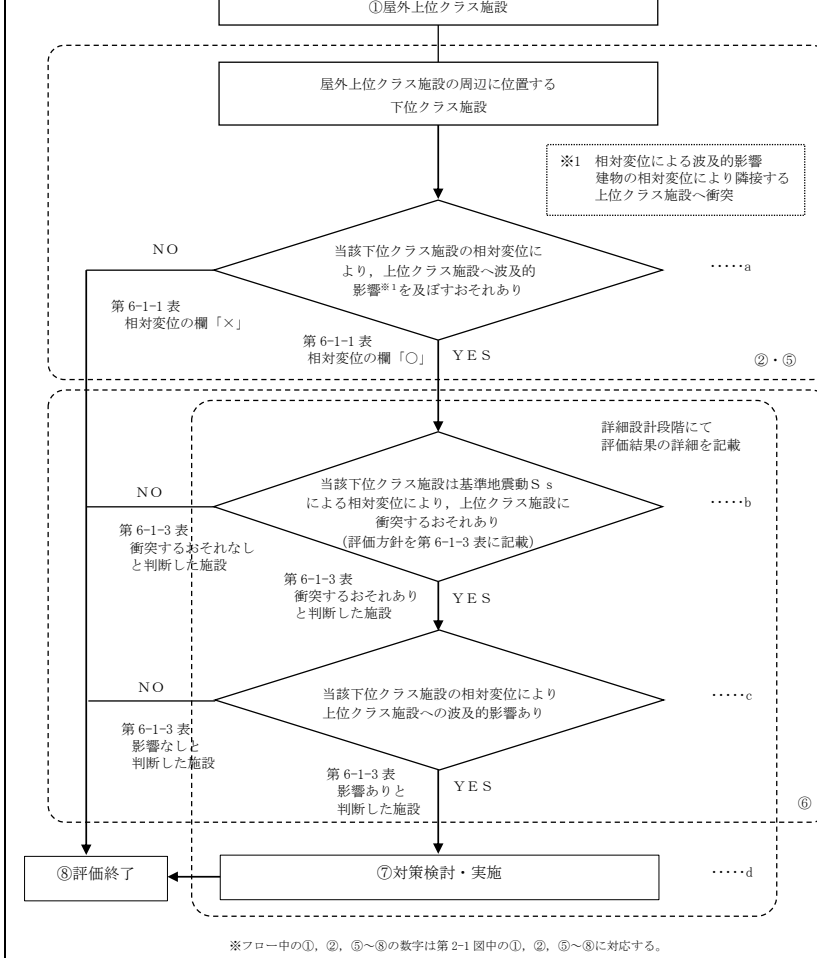 ①屋外上位クラス施設
屋外上位クラス施設の周辺に位置する
下位クラス施設
※1　相対変位による波及的影響
建物の相対変位により隣接する
上位クラス施設へ衝突
ＮＯ
当該下位クラス施設の相対変位に
より，上位クラス施設へ波及的
影響※1を及ぼすおそれあり
‥‥‥a
第 6-1-1 表
相対変位の欄「×」
第 6-1-1 表
相対変位の欄「○」
ＹＥＳ
②・⑤
詳細設計段階にて
評価結果の詳細を記載
ＮＯ
当該下位クラス施設は基準地震動Ｓｓ
による相対変位により，上位クラス施設に
衝突するおそれあり
(評価方針を第 6-1-3 表に記載)
‥‥‥b
第 6-1-3 表
衝突するおそれなし
と判断した施設
第 6-1-3 表
衝突するおそれあり
と判断した施設
ＹＥＳ
ＮＯ
当該下位クラス施設の相対変位により
上位クラス施設への波及的影響あり
‥‥‥c
第 6-1-3 表
影響なしと
判断した施設
第 6-1-3 表
影響ありと
判断した施設
ＹＥＳ
⑥
⑧評価終了
⑦対策検討・実施
‥‥‥d
※フロー中の①，②，⑤～⑧の数字は第 2-1 図中の①，②，⑤～⑧に対応する。